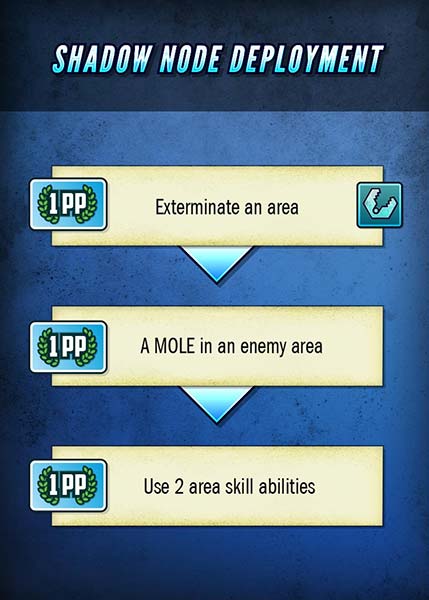 SHADOW NODE DEPLOYMENT
1 PP
Exterminate an area
1 PP
A MOLE in an enemy area
1 PP
Use 2 area skill abilities